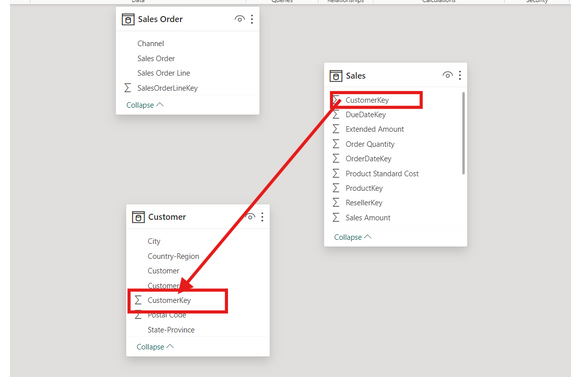 Data
Queries
Relationships
Calculations
Security
Sales Order
Channel
Sales Order
Sales Order Line
SalesOrderLineKey
Collapse
Sales
CustomerKey
DueDateKey
Extended Amount
Order Quantity
OrderDateKey
Product Standard Cost
ProductKey
ResellerKey
Sales Amount
Collapse
Customer
City
Country-Region
Customer
Customer
CustomerKey
Postal Code
State-Province
Collapse